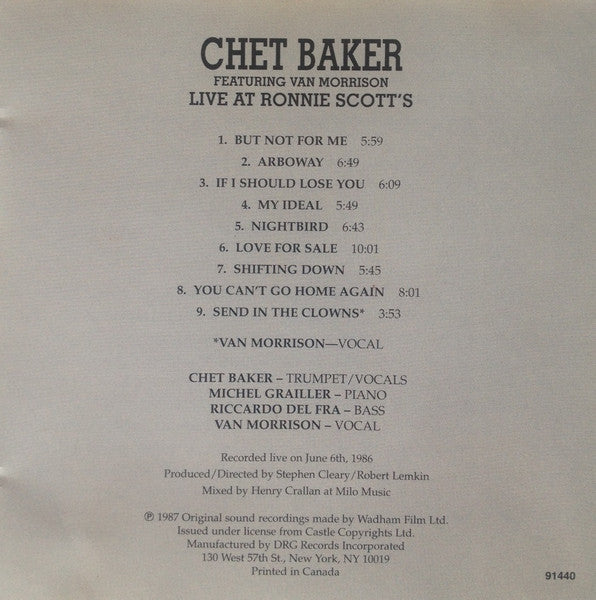 CHET BAKER
FEATURING VAN MORRISON
LIVE AT RONNIE SCOTT'S
1. BUT NOT FOR ME 5:59
2. ARBOWAY 6:49
3. IF I SHOULD LOSE YOU 6:09
4. MY IDEAL 5:49
5. NIGHTBIRD 6:43
6. LOVE FOR SALE 10:01
7. SHIFTING DOWN 5:45
8. YOU CAN'T GO HOME AGAIN 8:01
9. SEND IN THE CLOWNS* 3:53
*VAN MORRISON—VOCAL
CHET BAKER – TRUMPET/VOCALS
MICHEL GRAILLER – PIANO
RICCARDO DEL FRA – BASS
VAN MORRISON – VOCAL
Recorded live on June 6th, 1986
Produced/Directed by Stephen Cleary/Robert Lemkin
Mixed by Henry Crallan at Milo Music
℗ 1987 Original sound recordings made by Wadham Film Ltd.
Issued under license from Castle Copyrights Ltd.
Manufactured by DRG Records Incorporated
130 West 57th St., New York, NY 10019
Printed in Canada
91440